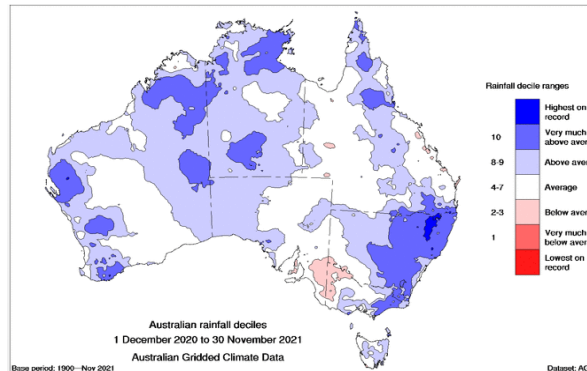 Rainfall decile ranges
Highest on
record
10
Very much
above aver
8-9
Above aver
4-7
Average
2-3
Below aver
1
Very much
below aver
Lowest on
record
Australian rainfall deciles
1 December 2020 to 30 November 2021
Australian Gridded Climate Data
Base period: 1900—Nov 2021
Dataset: AG